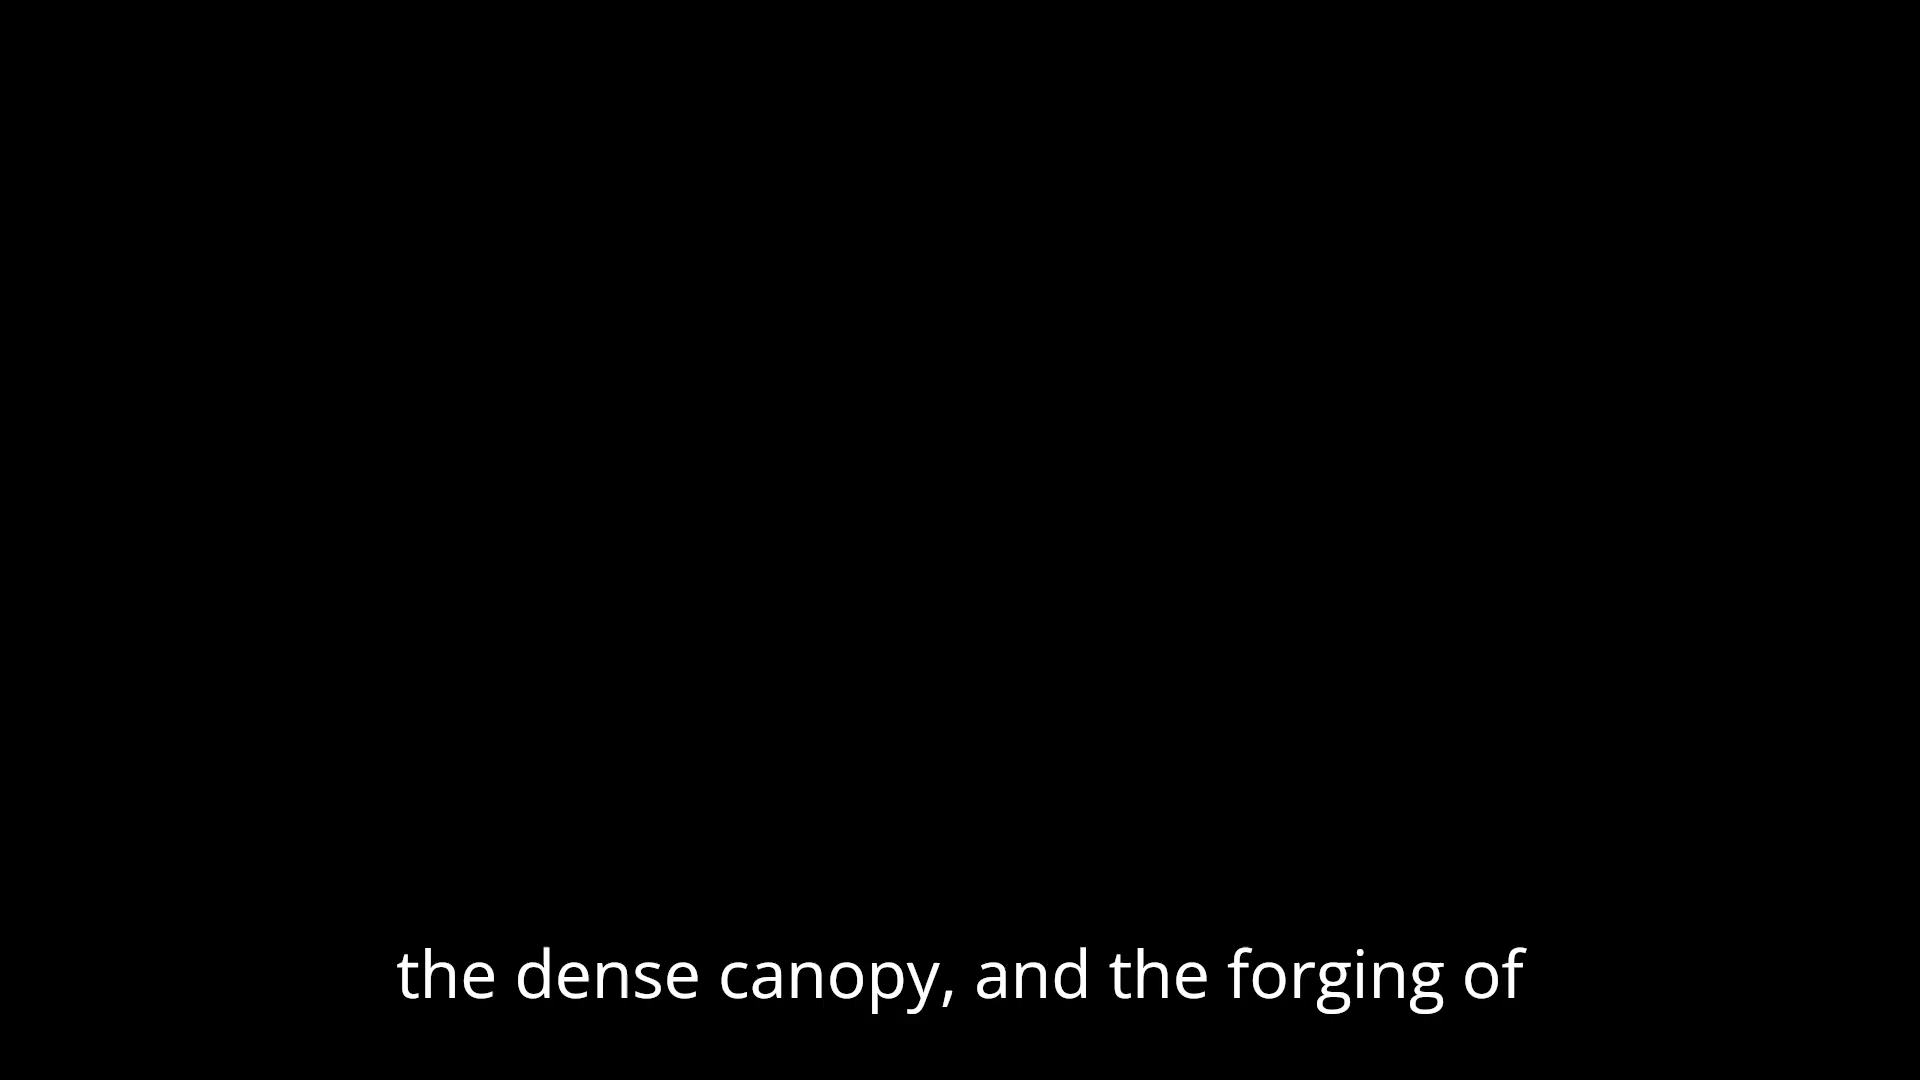 the dense canopy, and the forging of